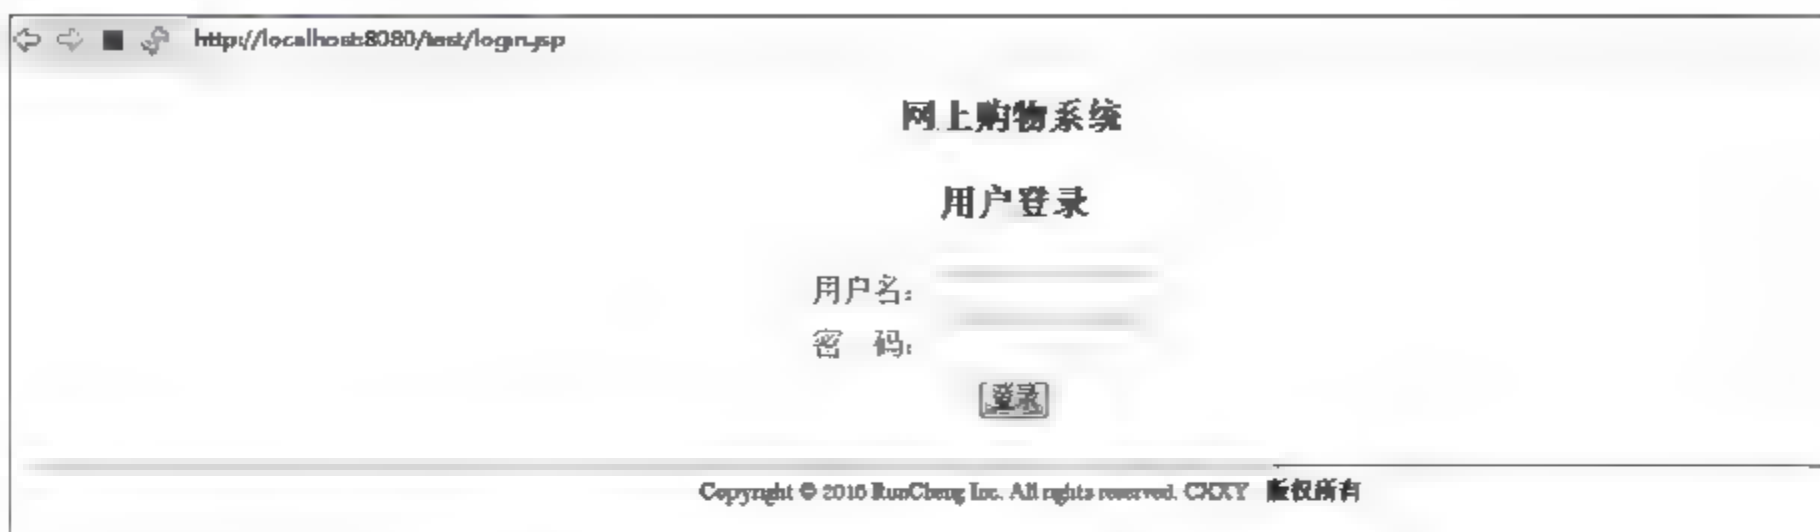 http://localhost:8080/test/login.jsp
网上购物系统
用户登录
用户名:
密 码:
登录
Copyright © 2016 RunCheng Inc. All rights reserved. CXXY 版权所有